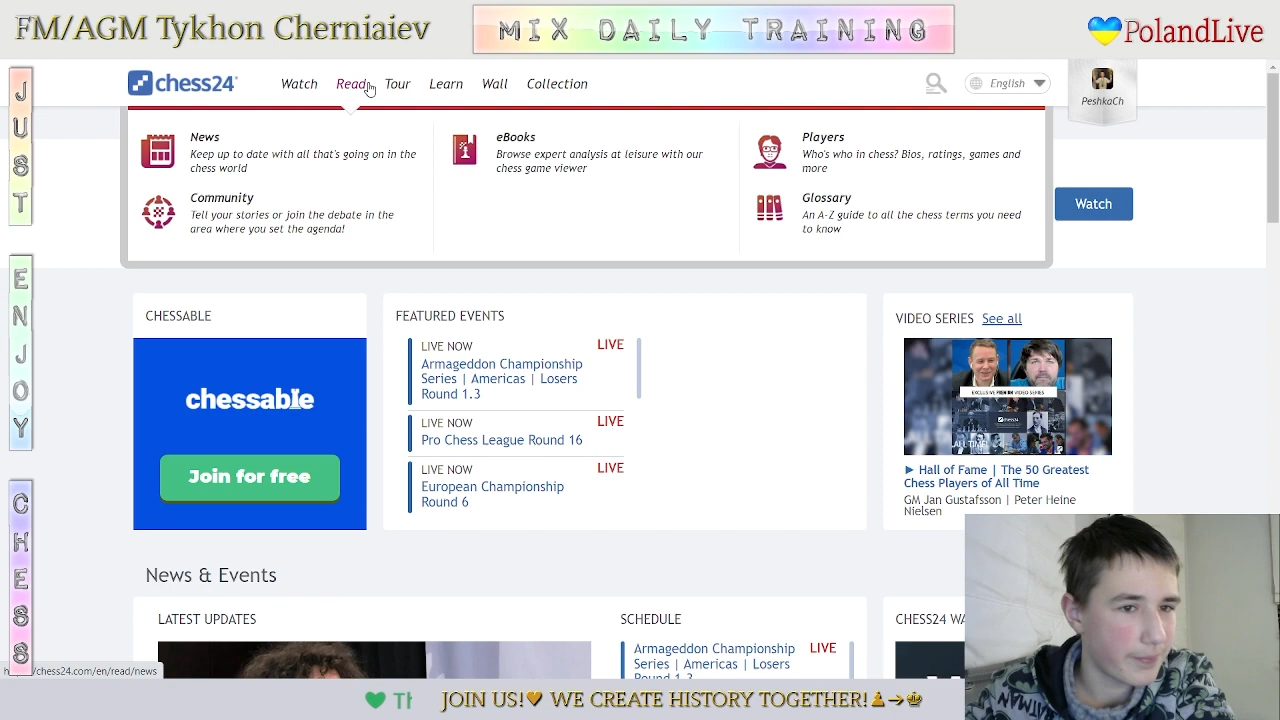 FM/AGM Tykhon Cherniaiev
MIX DAILY TRAINING
PolandLive
JUST
ENJOY
CHESS
chess24
Watch
Read
Tour
Learn
Wall
Collection
English
PeshkaCh
News
Keep up to date with all that's going on in the
chess world
Community
Tell your stories or join the debate in the
area where you set the agenda!
eBooks
Browse expert analysis at leisure with our
chess game viewer
Players
Who's who in chess? Bios, ratings, games and
more
Glossary
An A-Z guide to all the chess terms you need
to know
Watch
CHESSABLE
chessable
Join for free
FEATURED EVENTS
LIVE NOW
LIVE
Armageddon Championship
Series | Americas | Losers
Round 1.3
LIVE NOW
LIVE
Pro Chess League Round 16
LIVE NOW
LIVE
European Championship
Round 6
VIDEO SERIES See all
EXCLUSIVE PREMIUM VIDEO SERIES
Hall of Fame | The 50 Greatest
Chess Players of All Time
GM Jan Gustafsson | Peter Heine
Nielsen
News & Events
LATEST UPDATES
SCHEDULE
Armageddon Championship
Series | Americas | Losers
LIVE
CHESS24
/chess24.com/en/read/news
BATMAN
JOIN US! WE CREATE HISTORY TOGETHER!